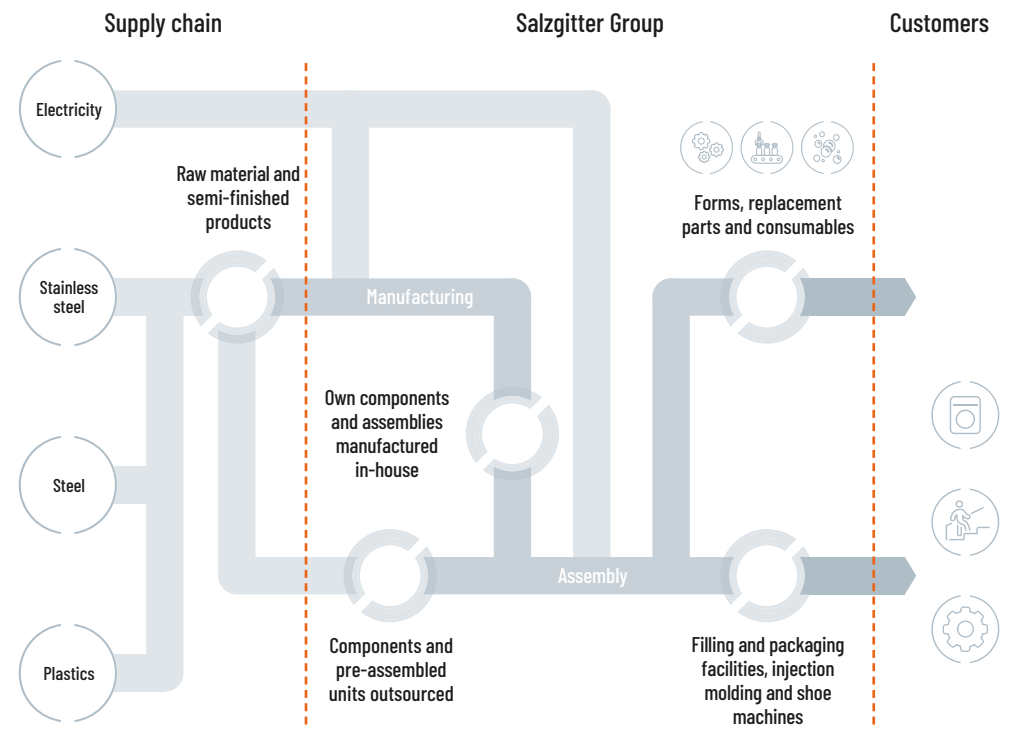 Supply chain
Salzgitter Group
Customers
Electricity
Raw material and
semi-finished
products
Forms, replacement
parts and consumables
Stainless
steel
Manufacturing
Own components
and assemblies
manufactured
in-house
Steel
Assembly
Components and
pre-assembled
units outsourced
Filling and packaging
facilities, injection
molding and shoe
machines
Plastics